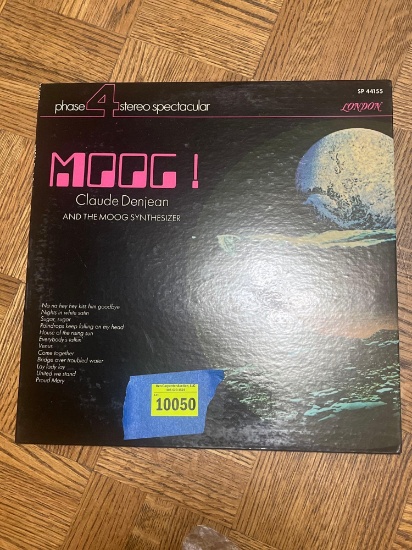 phase 4 stereo spectacular
SP 44155
LONDON
MOOG!
Claude Denjean
AND THE MOOG SYNTHESIZER
Na na hey hey kiss him goodbye
Nights in white satin
Sugar, sugar
Raindrops keep falling on my head
House of the rising sun
Everybody's talkin'
Venus
Come together
Bridge over troubled water
Lay lady lay
United we stand
Proud Mary
10050